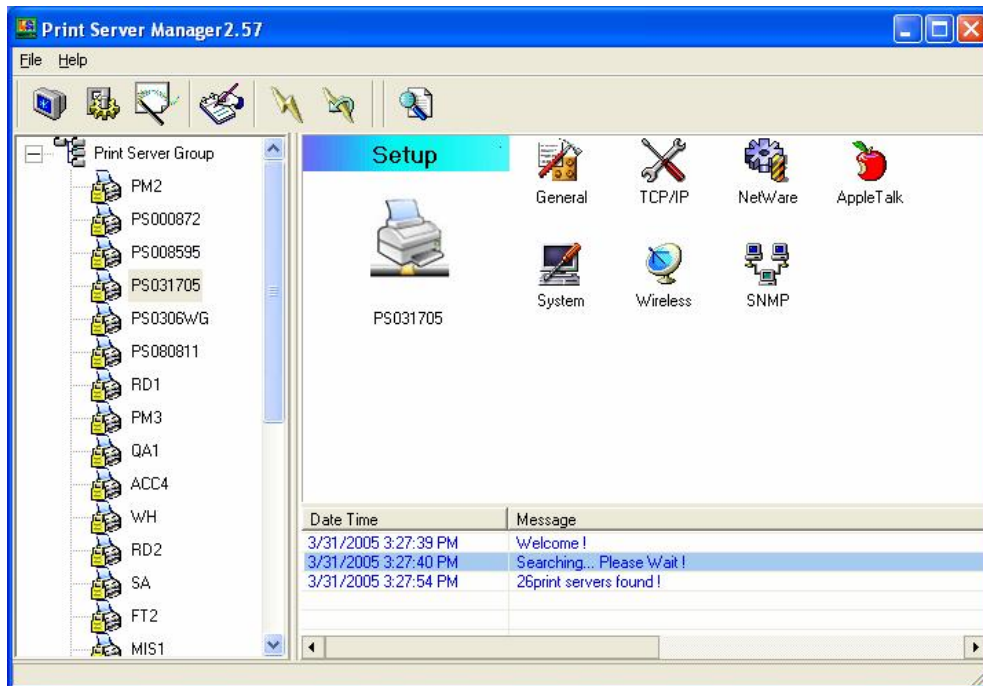 Print Server Manager2.57
File Help
Print Server Group
PM2
PS000872
PS008595
PS031705
PS0306WG
PS080811
RD1
PM3
QA1
ACC4
WH
RD2
SA
FT2
MIS1
Setup
PS031705
General TCP/IP NetWare AppleTalk
System Wireless SNMP
Date Time Message
3/31/2005 3:27:39 PM Welcome !
3/31/2005 3:27:40 PM Searching... Please Wait !
3/31/2005 3:27:54 PM 26print servers found !